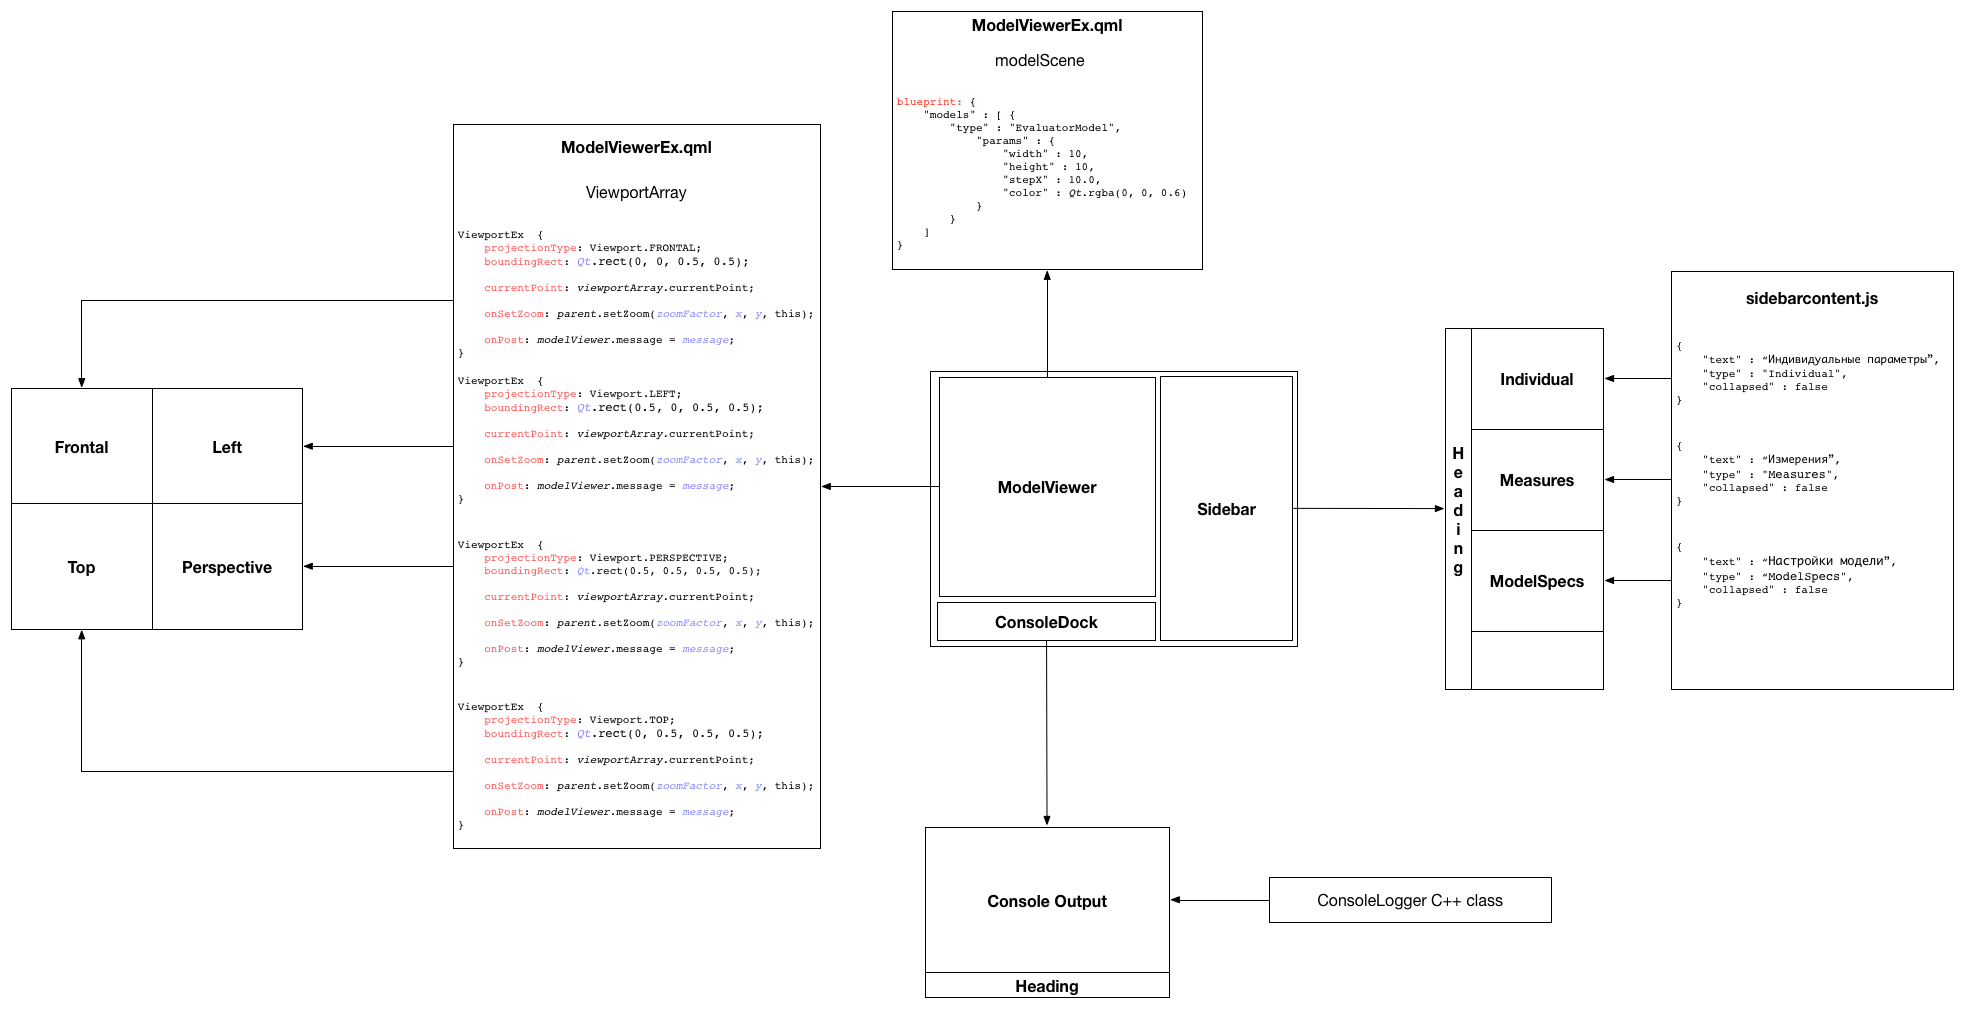 ModelViewerEx.qml
modelScene
blueprint: {
"models" : [ {
"type" : "EvaluatorModel",
"params" : {
"width" : 10,
"height" : 10,
"stepX" : 10.0,
"color" : Qt.rgba(0, 0, 0.6)
}
}
]
}
ModelViewerEx.qml
ViewportArray
ViewportEx  {
projectionType: Viewport.FRONTAL;
boundingRect: Qt.rect(0, 0, 0.5, 0.5);
currentPoint: viewportArray.currentPoint;
onSetZoom: parent.setZoom(zoomFactor, x, y, this);
onPost: modelViewer.message = message;
}
ViewportEx  {
projectionType: Viewport.LEFT;
boundingRect: Qt.rect(0.5, 0, 0.5, 0.5);
currentPoint: viewportArray.currentPoint;
onSetZoom: parent.setZoom(zoomFactor, x, y, this);
onPost: modelViewer.message = message;
}
ViewportEx  {
projectionType: Viewport.PERSPECTIVE;
boundingRect: Qt.rect(0.5, 0.5, 0.5, 0.5);
currentPoint: viewportArray.currentPoint;
onSetZoom: parent.setZoom(zoomFactor, x, y, this);
onPost: modelViewer.message = message;
}
ViewportEx  {
projectionType: Viewport.TOP;
boundingRect: Qt.rect(0, 0.5, 0.5, 0.5);
currentPoint: viewportArray.currentPoint;
onSetZoom: parent.setZoom(zoomFactor, x, y, this);
onPost: modelViewer.message = message;
}
Frontal
Left
Top
Perspective
ModelViewer
Sidebar
ConsoleDock
Heading
Individual
Measures
ModelSpecs
sidebarcontent.js
{
"text" : “Индивидуальные параметры”,
"type" : "Individual",
"collapsed" : false
}
{
"text" : “Измерения”,
"type" : "Measures",
"collapsed" : false
}
{
"text" : “Настройки модели”,
"type" : “ModelSpecs",
"collapsed" : false
}
Console Output
Heading
ConsoleLogger C++ class